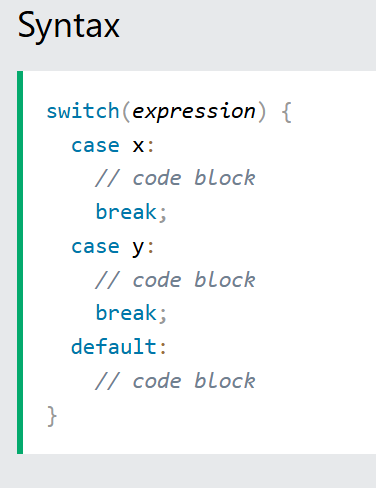 Syntax
switch(expression) {
  case x:
    // code block
    break;
  case y:
    // code block
    break;
  default:
    // code block
}